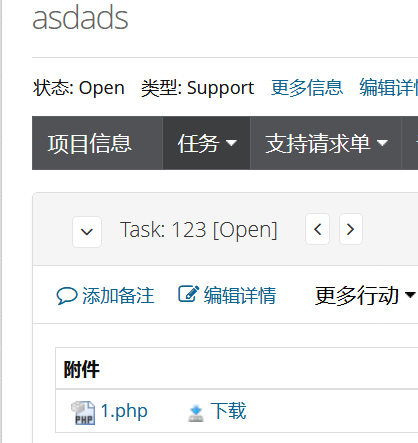 asdads
状态: Open 类型: Support 更多信息 编辑详情
项目信息 任务 支持请求单
Task: 123 [Open]
添加备注 编辑详情 更多行动
附件
1.php 下载